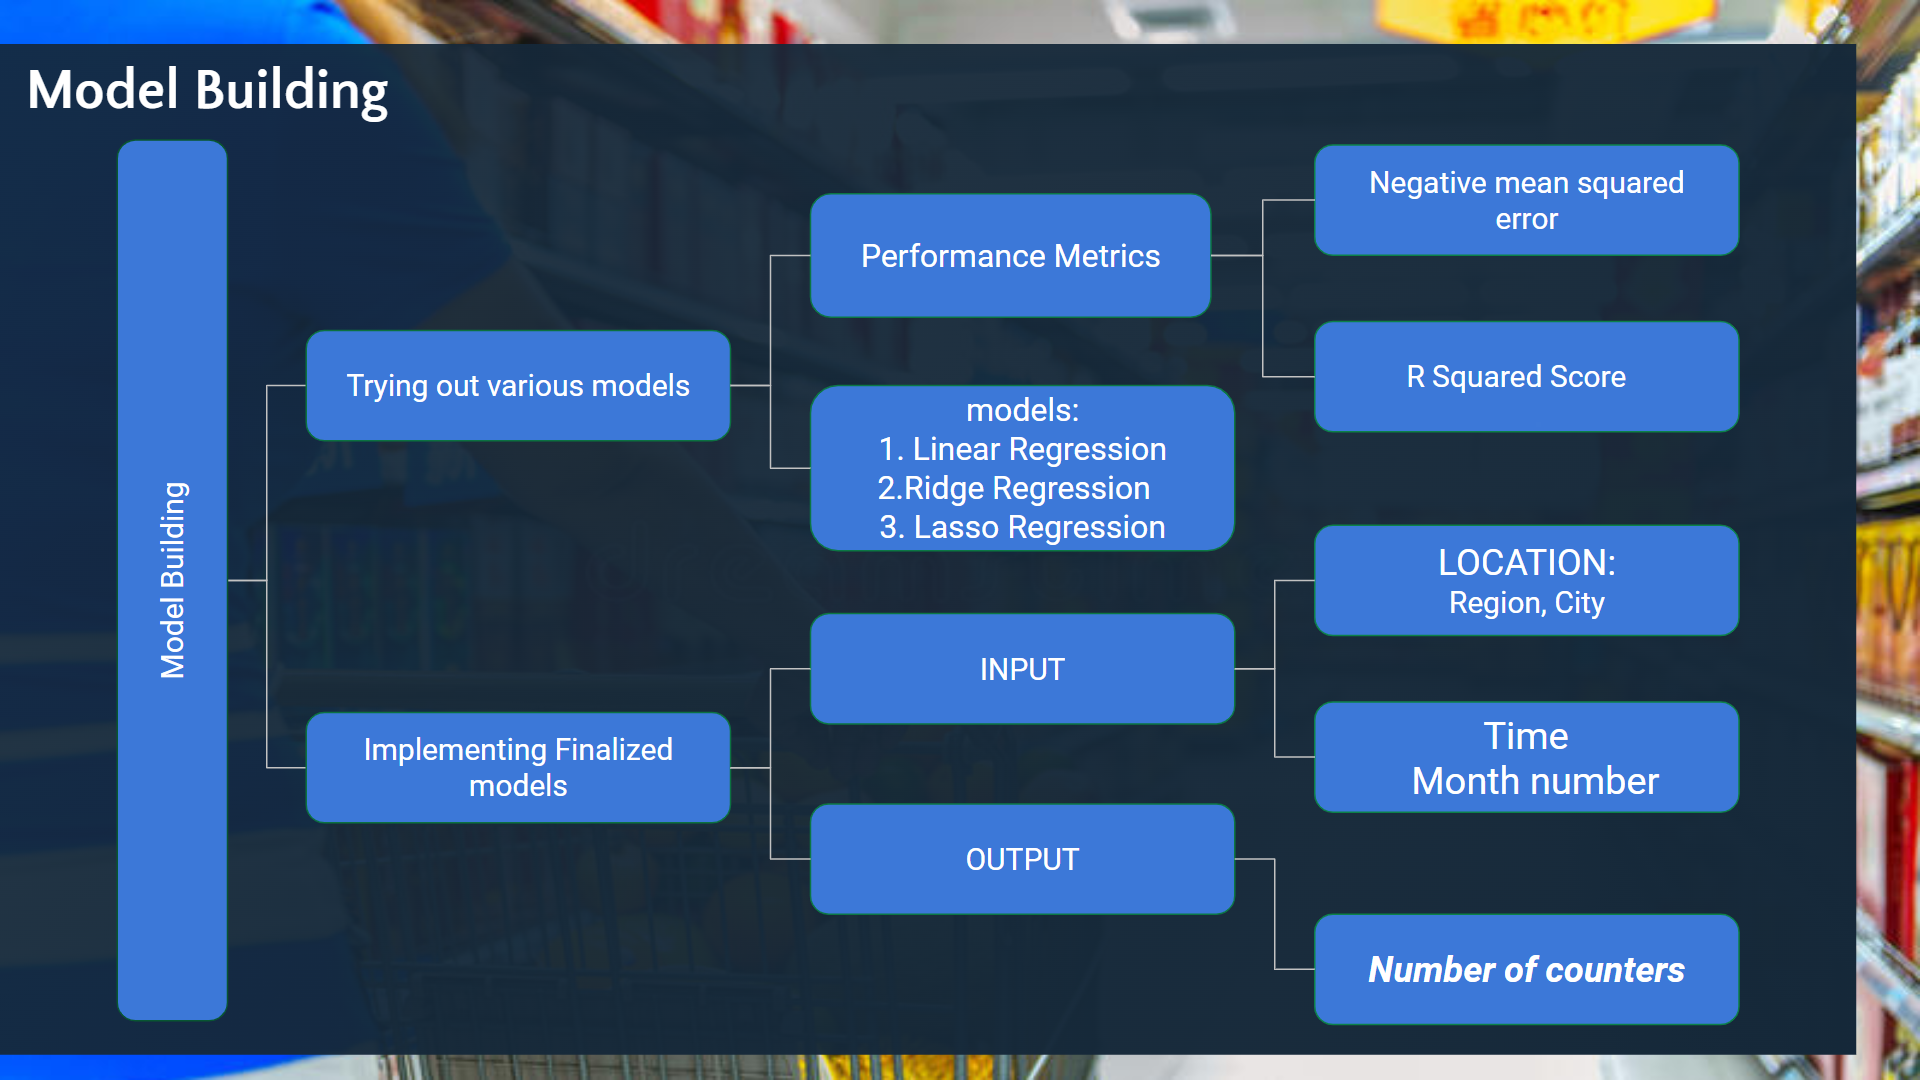 Model Building
Model Building
Trying out various models
Performance Metrics
Negative mean squared
error
R Squared Score
models:
1. Linear Regression
2.Ridge Regression
3. Lasso Regression
Implementing Finalized
models
INPUT
LOCATION:
Region, City
Time
Month number
OUTPUT
Number of counters